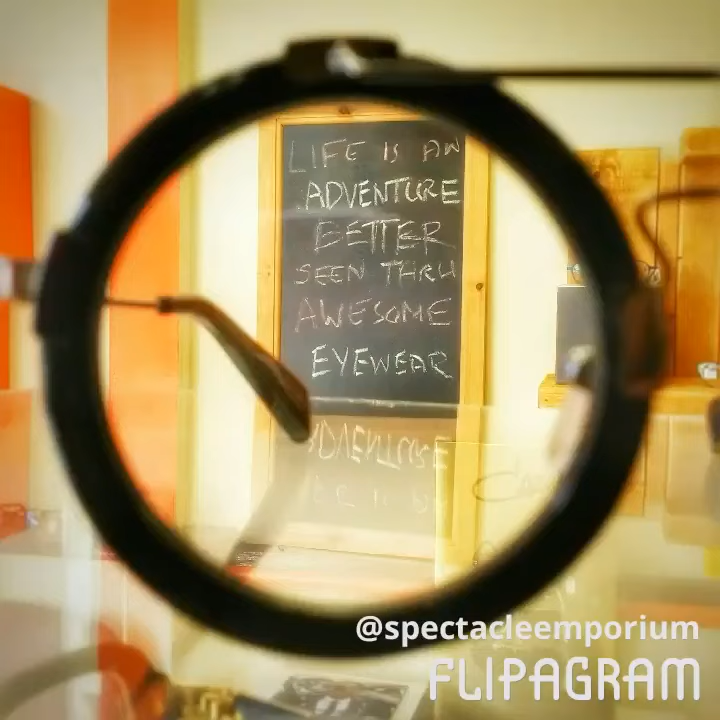 LIFE IS AN
ADVENTURE
BETTER
SEEN THRU
AWESOME
EYEWEAR
@spectacleemporium
FLIPAGRAM